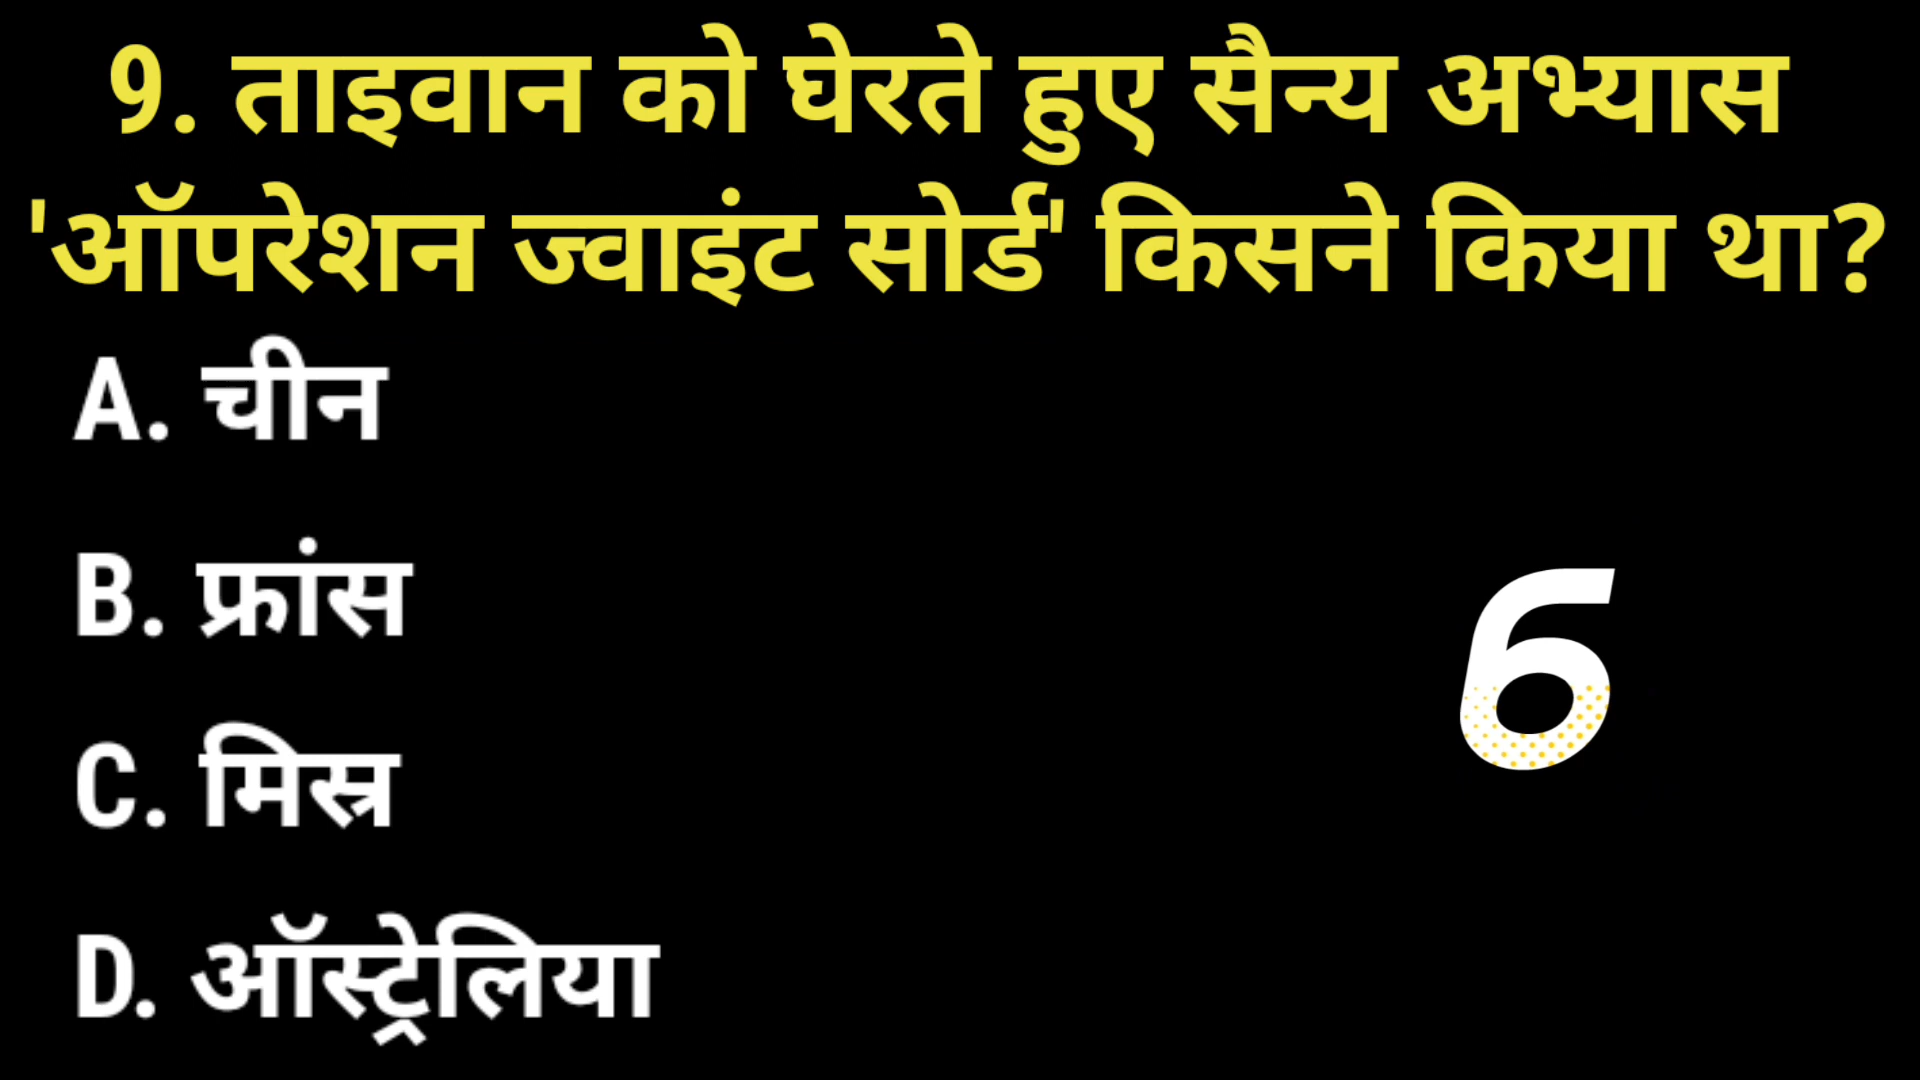 9. ताइवान को घेरते हुए सैन्य अभ्यास
'ऑपरेशन ज्वाइंट सोर्ड' किसने किया था?
A. चीन
B. फ्रांस
6
C. मिस्र
D. ऑस्ट्रेलिया